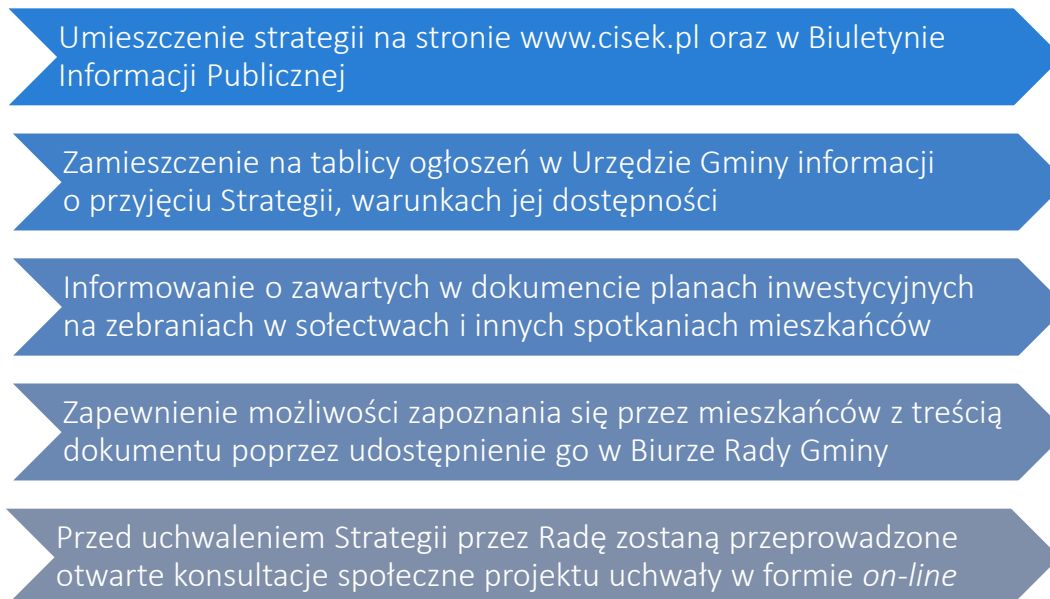 Umieszczenie strategii na stronie www.cisek.pl oraz w Biuletynie
Informacji Publicznej
Zamieszczenie na tablicy ogłoszeń w Urzędzie Gminy informacji
o przyjęciu Strategii, warunkach jej dostępności
Informowanie o zawartych w dokumencie planach inwestycyjnych
na zebraniach w sołectwach i innych spotkaniach mieszkańców
Zapewnienie możliwości zapoznania się przez mieszkańców z treścią
dokumentu poprzez udostępnienie go w Biurze Rady Gminy
Przed uchwaleniem Strategii przez Radę zostaną przeprowadzone
otwarte konsultacje społeczne projektu uchwały w formie on-line